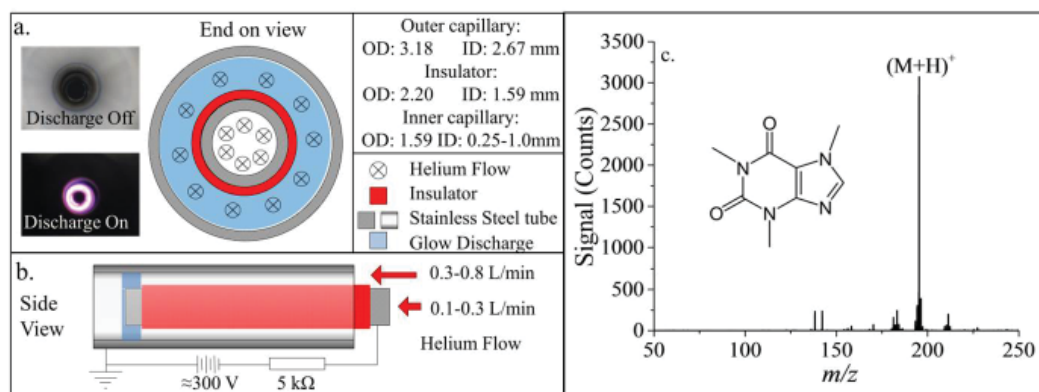 a.
End on view
Discharge Off
Discharge On
Outer capillary:
OD: 3.18 ID: 2.67 mm
Insulator:
OD: 2.20 ID: 1.59 mm
Inner capillary:
OD: 1.59 ID: 0.25-1.0mm
Helium Flow
Insulator
Stainless Steel tube
Glow Discharge
b.
Side
View
0.3-0.8 L/min
0.1-0.3 L/min
Helium Flow
≈300 V
5 kΩ
c.
(M+H)+
Signal (Counts)
3500
3000
2500
2000
1500
1000
500
0
50
100
150
200
250
m/z
O
N
N
O
N
N